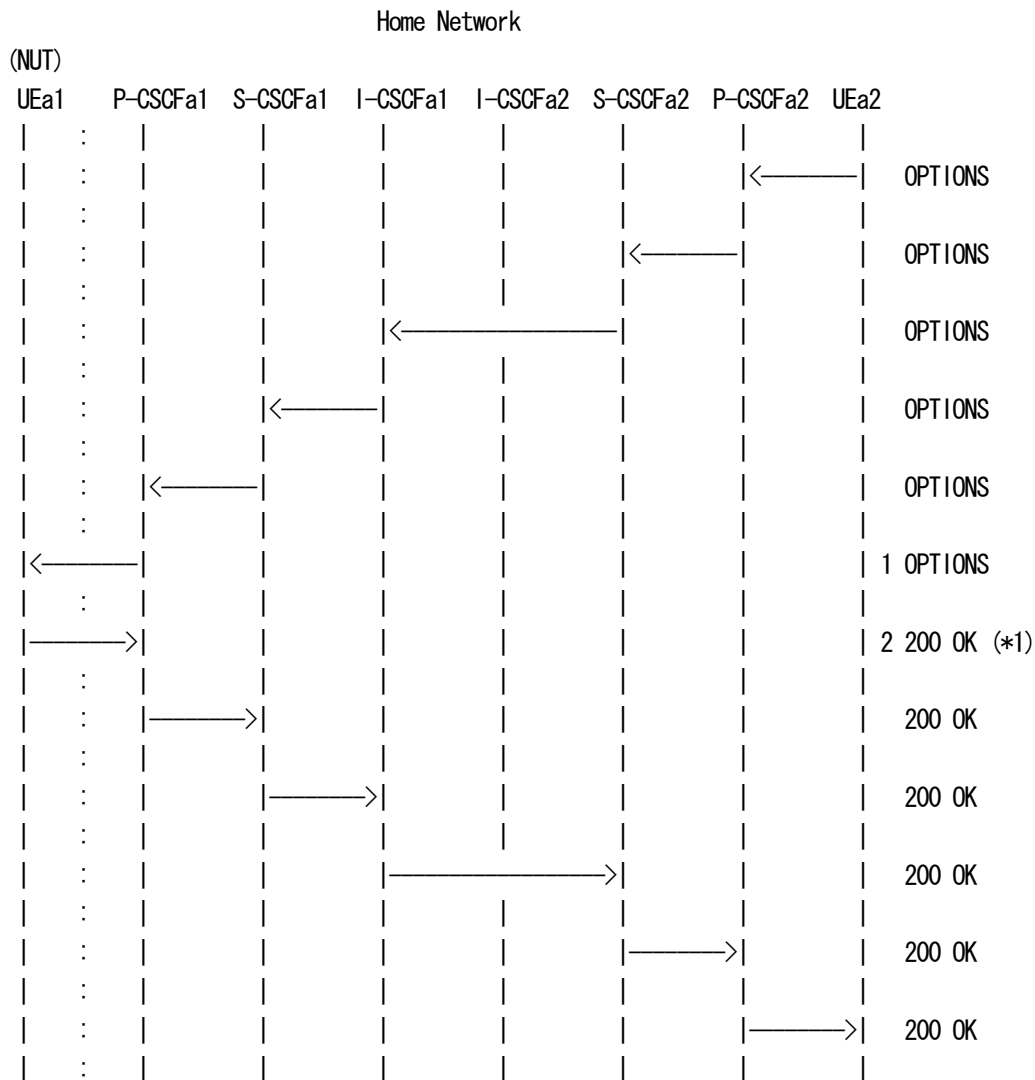 Home Network
(NUT)
UEa1 P-CSCFa1 S-CSCFa1 I-CSCFa1 I-CSCFa2 S-CSCFa2 P-CSCFa2 UEa2
OPTIONS
OPTIONS
OPTIONS
OPTIONS
OPTIONS
1 OPTIONS
2 200 OK (*1)
200 OK
200 OK
200 OK
200 OK
200 OK